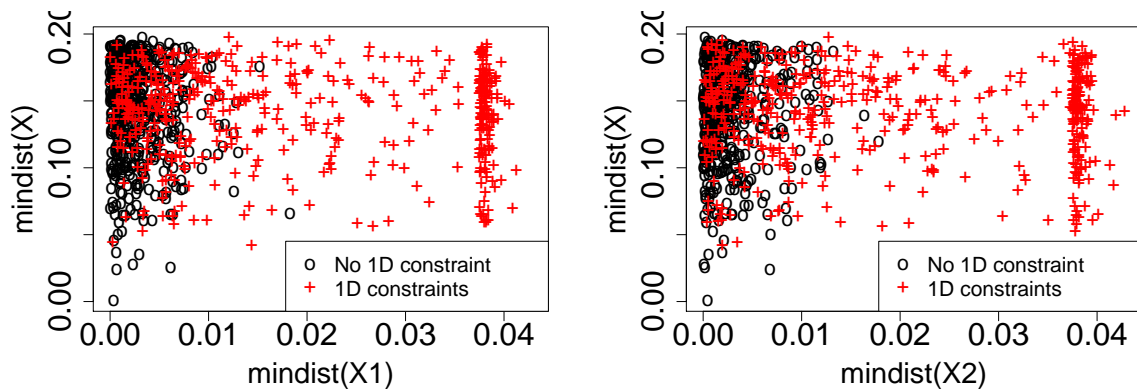 0.20
0.10
0.00
mindist(X)
o No 1D constraint
+ 1D constraints
0.00 0.01 0.02 0.03 0.04
mindist(X1)
0.20
0.10
0.00
mindist(X)
o No 1D constraint
+ 1D constraints
0.00 0.01 0.02 0.03 0.04
mindist(X2)